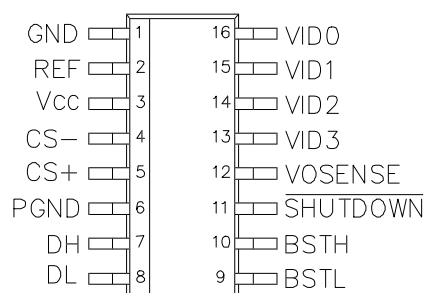 GND 1 16 VID0
REF 2 15 VID1
Vcc 3 14 VID2
CS- 4 13 VID3
CS+ 5 12 VOSENSE
PGND 6 11 SHUTDOWN
DH 7 10 BSTH
DL 8 9 BSTL